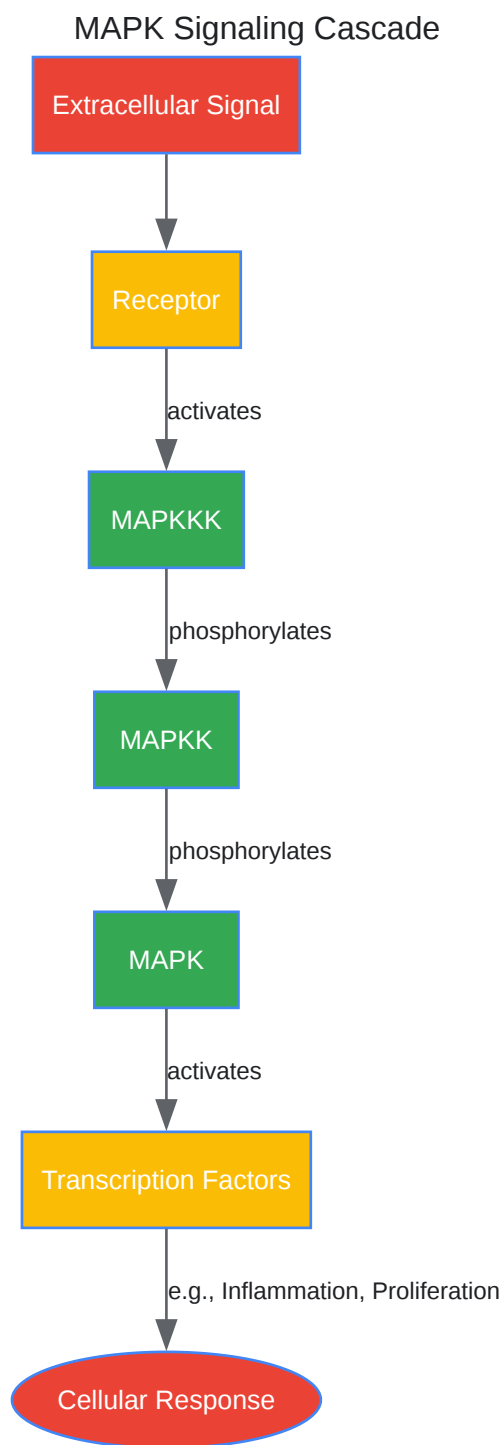 MAPK Signaling Cascade
Extracellular Signal
Receptor
activates
MAPKKK
phosphorylates
MAPKK
phosphorylates
MAPK
activates
Transcription Factors
e.g., Inflammation, Proliferation
Cellular Response